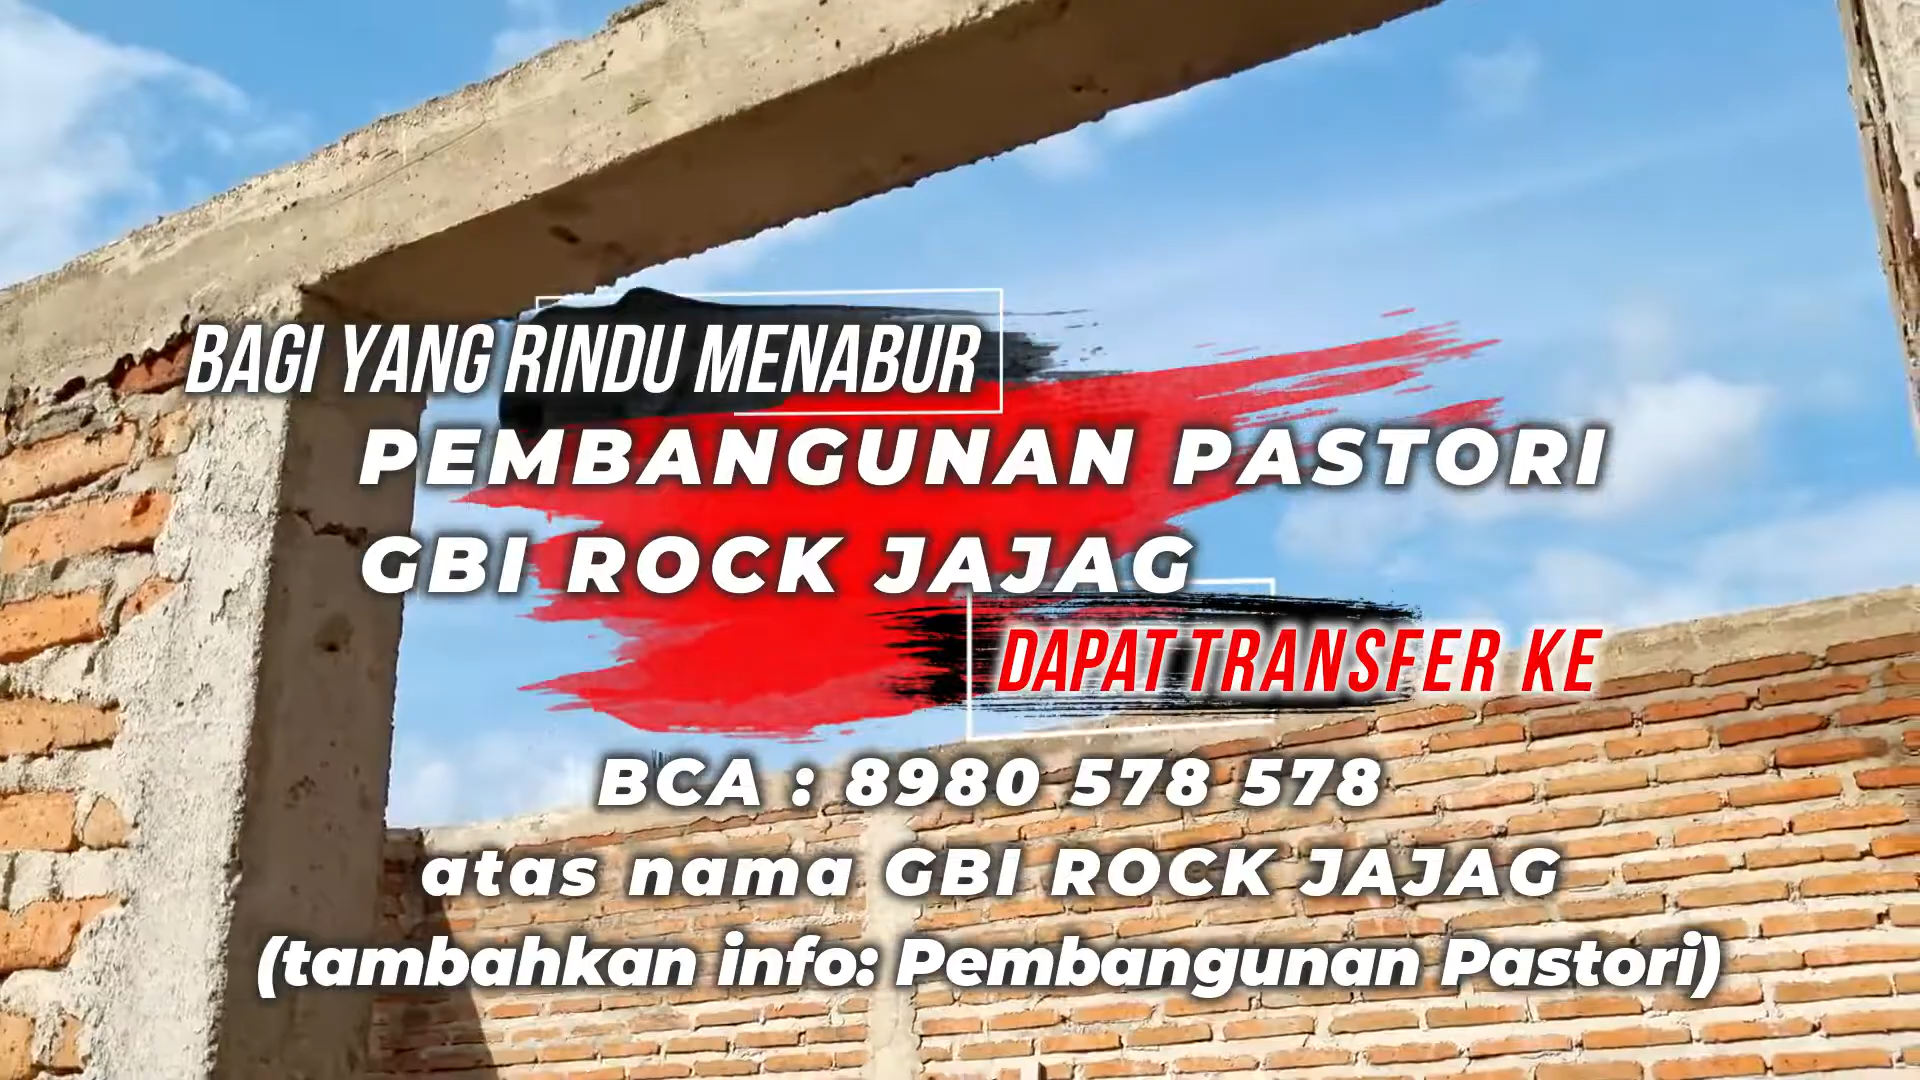 BAGI YANG RINDU MENABUR
PEMBANGUNAN PASTORI
GBI ROCK JAJAG
DAPAT TRANSFER KE
BCA : 8980 578 578
atas nama GBI ROCK JAJAG
(tambahkan info: Pembangunan Pastori)